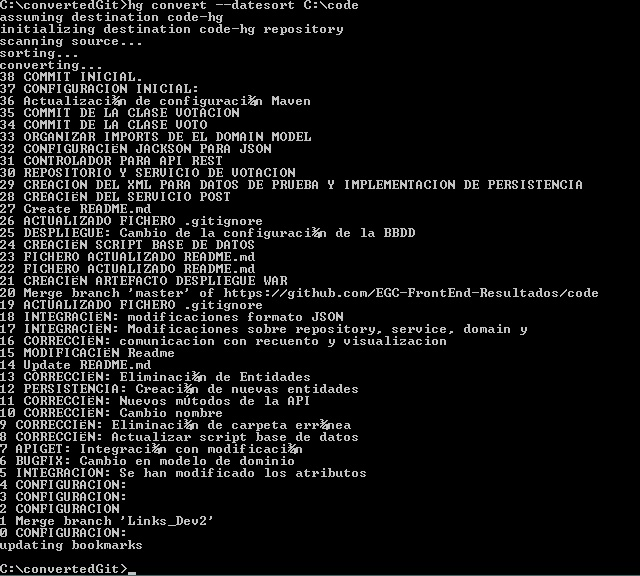 C:\convertedGit>hg convert --datesort C:\code
assuming destination code-hg
initializing destination code-hg repository
scanning source...
sorting...
converting...
38 COMMIT INICIAL.
37 CONFIGURACION INICIAL:
36 Actualizaci¾n de configuraci¾n Maven
35 COMMIT DE LA CLASE VOTACION
34 COMMIT DE LA CLASE VOTO
33 ORGANIZAR IMPORTS DE EL DOMAIN MODEL
32 CONFIGURACIËN JACKSON PARA JSON
31 CONTROLADOR PARA API REST
30 REPOSITORIO Y SERVICIO DE VOTACION
29 CREACION DEL XML PARA DATOS DE PRUEBA Y IMPLEMENTACION DE PERSISTENCIA
28 CREACIËN DEL SERVICIO POST
27 Create README.md
26 ACTUALIZADO FICHERO .gitignore
25 DESPLIEGUE: Cambio de la configuraci¾n de la BBDD
24 CREACIËN SCRIPT BASE DE DATOS
23 FICHERO ACTUALIZADO README.md
22 FICHERO ACTUALIZADO README.md
21 CREACIËN ARTEFACTO DESPLIEGUE WAR
20 Merge branch 'master' of https://github.com/EGC-FrontEnd-Resultados/code
19 ACTUALIZADO FICHERO .gitignore
18 INTEGRACIËN: modificaciones formato JSON
17 INTEGRACIËN: Modificaciones sobre repository, service, domain y
16 CORRECCIËN: comunicacion con recuento y visualizacion
15 MODIFICACIËN Readme
14 Update README.md
13 CORRECCIËN: Eliminaci¾n de Entidades
12 PERSISTENCIA: Creaci¾n de nuevas entidades
11 CORRECCIËN: Nuevos mútodos de la API
10 CORRECCIËN: Cambio nombre
9 CORRECCIËN: Eliminaci¾n de carpeta err¾nea
8 CORRECCIËN: Actualizar script base de datos
7 APIGET: Integraci¾n con modificaci¾n
6 BUGFIX: Cambio en modelo de dominio
5 INTEGRACION: Se han modificado los atributos
4 CONFIGURACION:
3 CONFIGURACION:
2 CONFIGURACION
1 Merge branch 'Links_Dev2'
0 CONFIGURACION:
updating bookmarks
C:\convertedGit>_